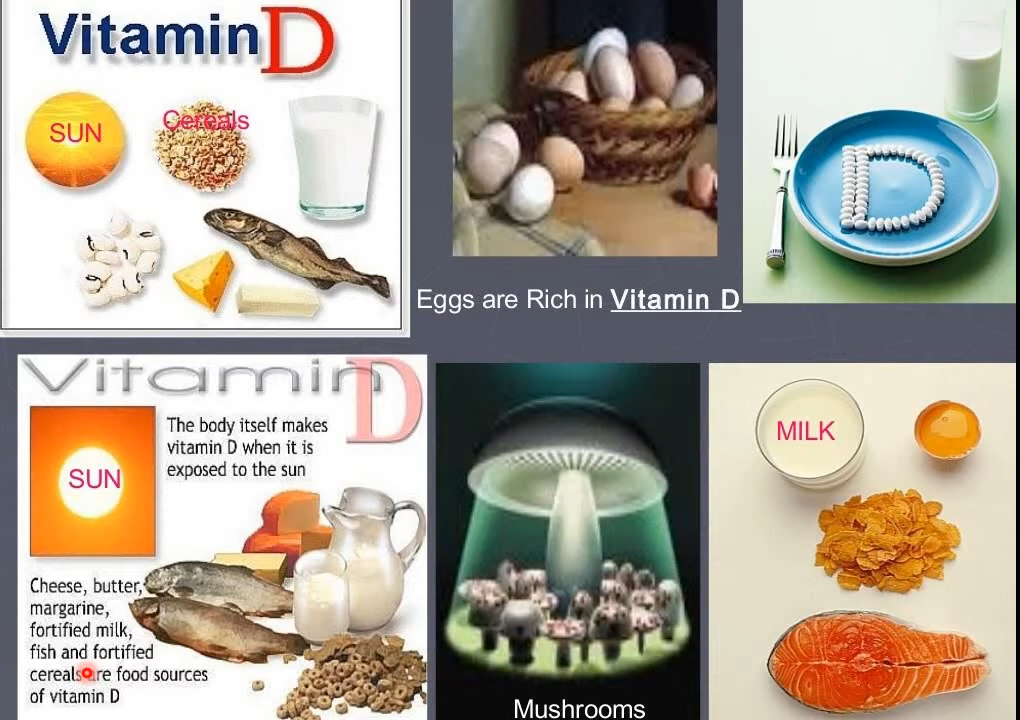 Vitamin D
SUN
Cereals
Eggs are Rich in Vitamin D
D
Vitamin D
The body itself makes
vitamin D when it is
exposed to the sun
SUN
Cheese, butter,
margarine,
fortified milk,
fish and fortified
cereals are food sources
of vitamin D
Mushrooms
MILK